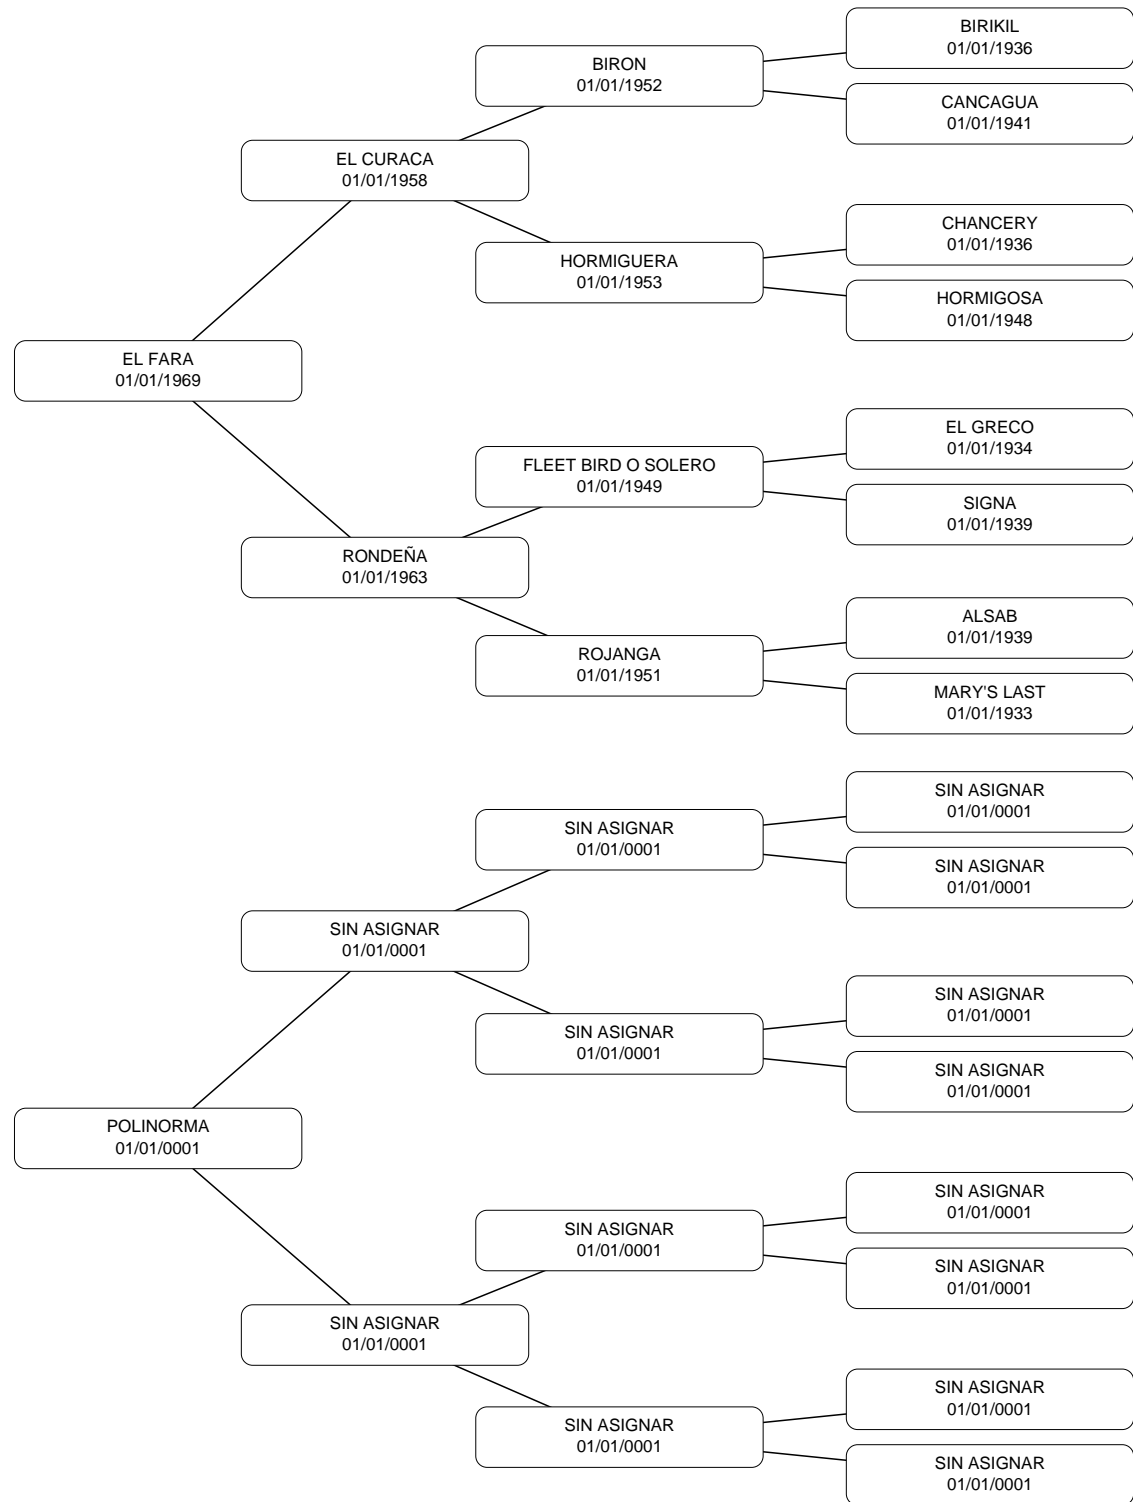 BIRIKIL
01/01/1936
BIRON
01/01/1952
CANCAGUA
01/01/1941
EL CURACA
01/01/1958
CHANCERY
01/01/1936
HORMIGUERA
01/01/1953
HORMIGOSA
01/01/1948
EL FARA
01/01/1969
EL GRECO
01/01/1934
FLEET BIRD O SOLERO
01/01/1949
SIGNA
01/01/1939
RONDEÑA
01/01/1963
ALSAB
01/01/1939
ROJANGA
01/01/1951
MARY'S LAST
01/01/1933
SIN ASIGNAR
01/01/0001
SIN ASIGNAR
01/01/0001
SIN ASIGNAR
01/01/0001
SIN ASIGNAR
01/01/0001
SIN ASIGNAR
01/01/0001
SIN ASIGNAR
01/01/0001
SIN ASIGNAR
01/01/0001
POLINORMA
01/01/0001
SIN ASIGNAR
01/01/0001
SIN ASIGNAR
01/01/0001
SIN ASIGNAR
01/01/0001
SIN ASIGNAR
01/01/0001
SIN ASIGNAR
01/01/0001
SIN ASIGNAR
01/01/0001
SIN ASIGNAR
01/01/0001